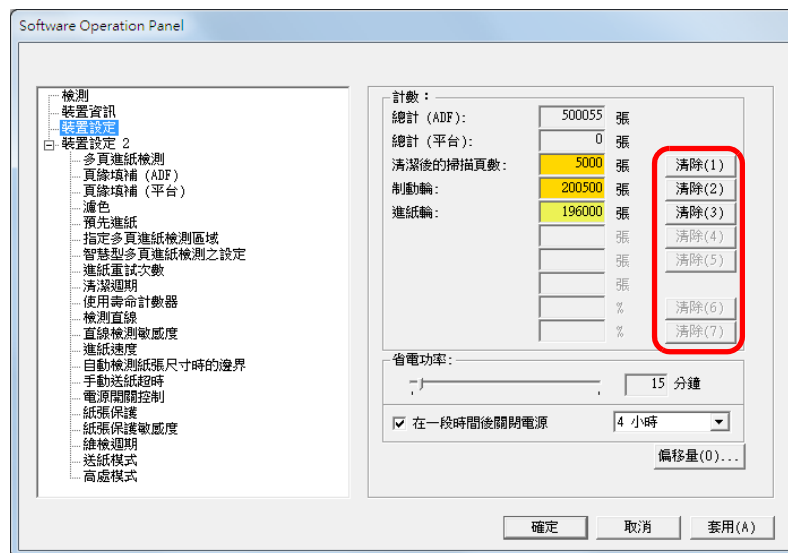 Software Operation Panel
檢測
裝置資訊
裝置設定
裝置設定 2
多頁進紙檢測
頁緣填補 (ADF)
頁緣填補 (平台)
濾色
預先進紙
指定多頁進紙檢測區域
智慧型多頁進紙檢測之設定
進紙重試次數
清潔週期
使用壽命計數器
檢測直線
直線檢測敏感度
進紙速度
自動檢測紙張尺寸時的邊界
手動送紙超時
電源開關控制
紙張保護
紙張保護敏感度
維檢週期
送紙模式
高處模式
計數：
總計 (ADF): 500055 張
總計 (平台): 0 張
清潔後的掃描頁數: 5000 張 清除(1)
制動輪: 200500 張 清除(2)
進紙輪: 196000 張 清除(3)
張 清除(4)
張 清除(5)
張
% 清除(6)
% 清除(7)
省電功率:
15 分鐘
在一段時間後關閉電源 4 小時
偏移量(O)...
確定 取消 套用(A)